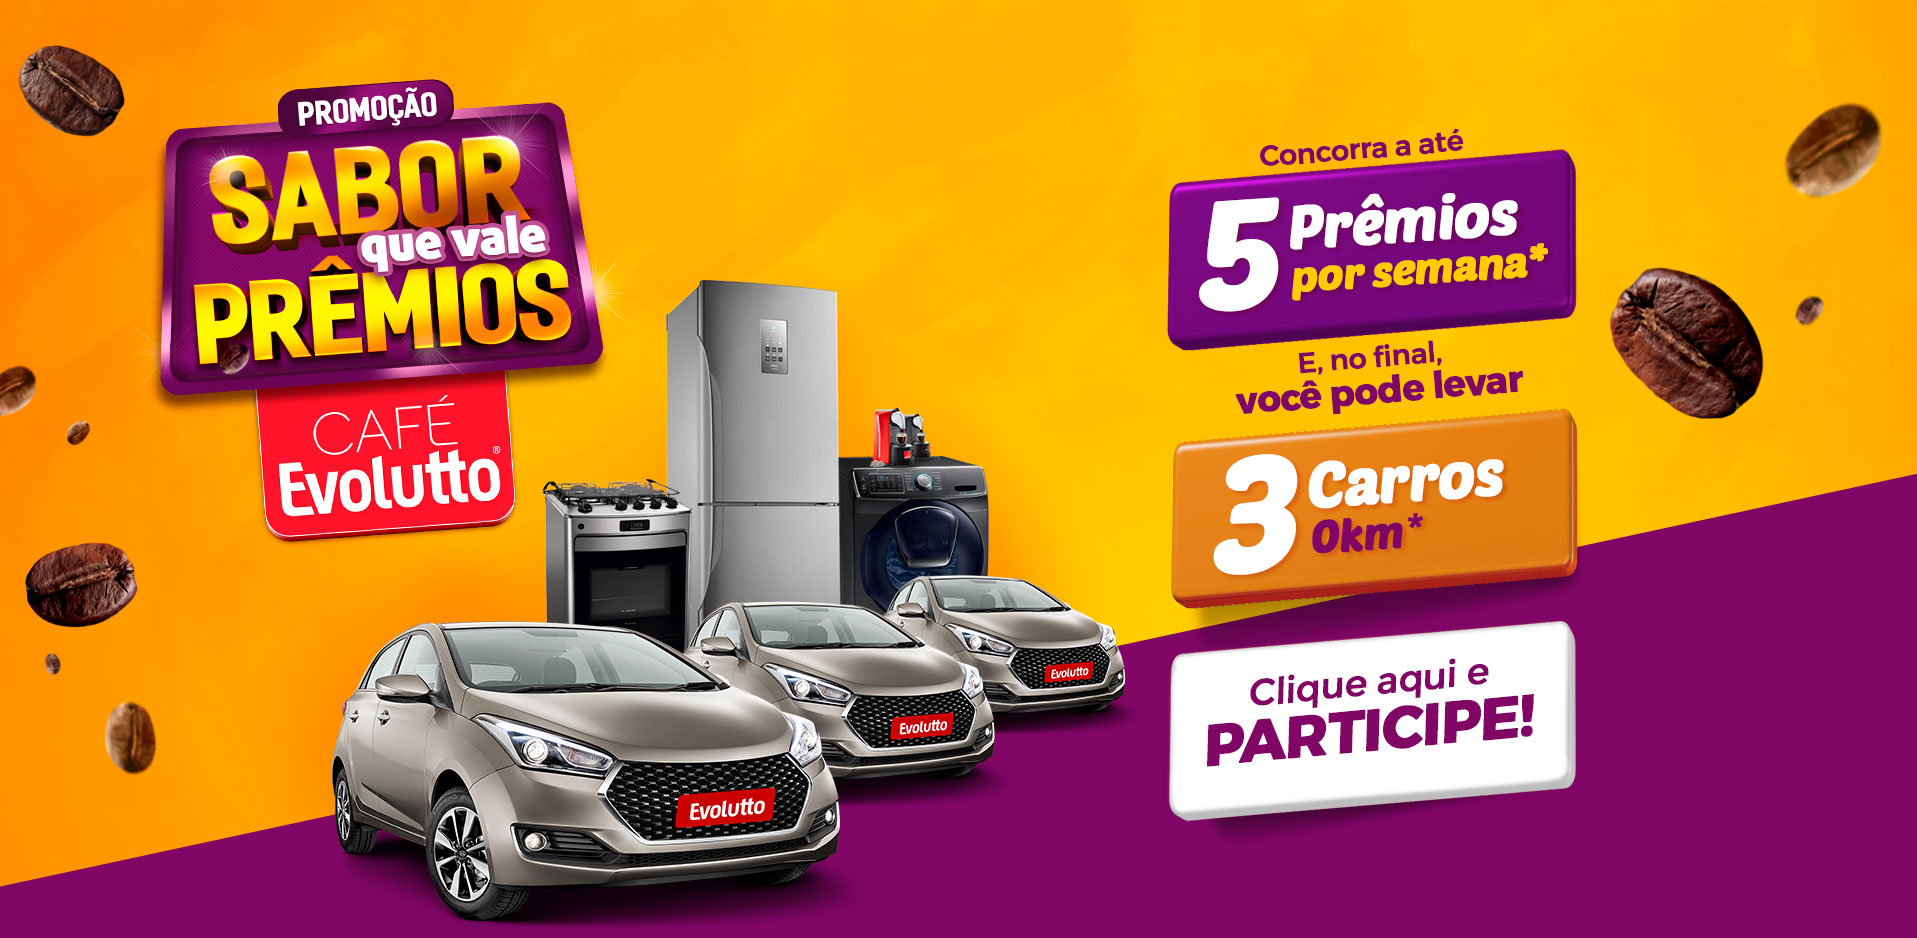 PROMOÇÃO
SABOR
que vale
PRÊMIOS
CAFÉ
Evolutto®
Concorra a até
5 Prêmios
por semana*
E, no final,
você pode levar
3 Carros
0km*
Clique aqui e
PARTICIPE!
Evolutto
Evolutto
Evolutto